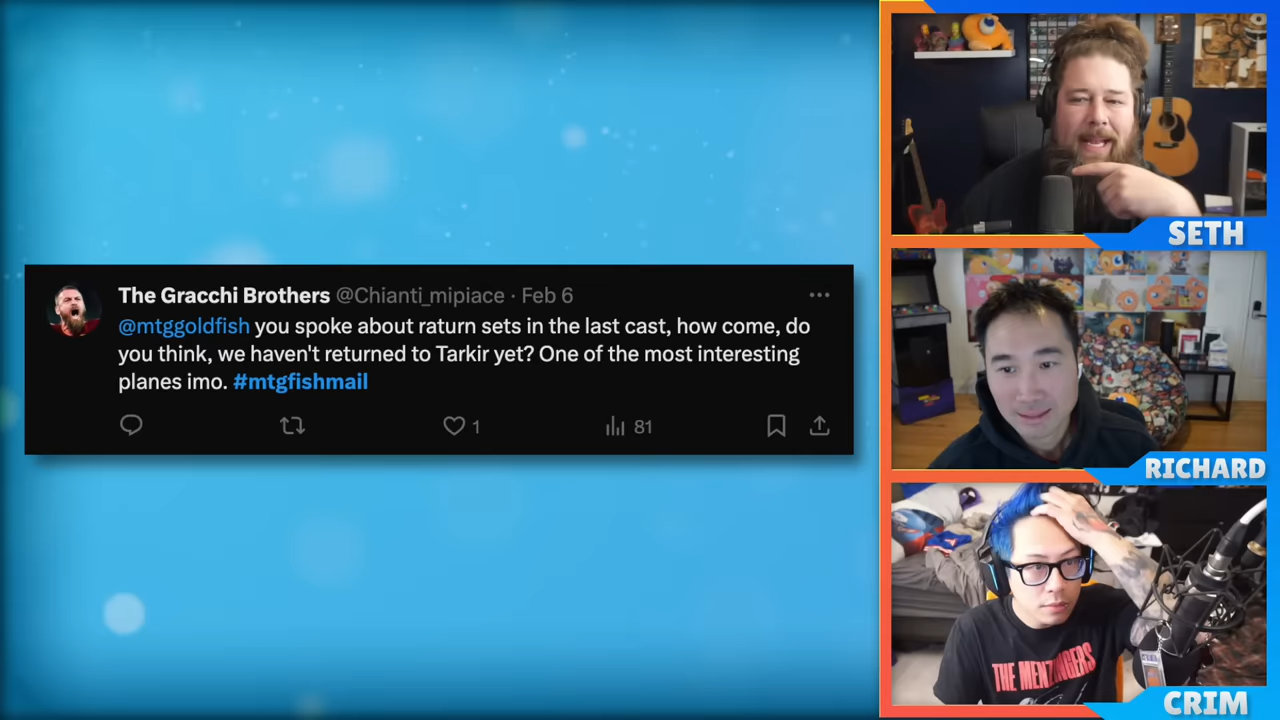 The Gracchi Brothers @Chianti_mipiace · Feb 6
@mtggoldfish you spoke about raturn sets in the last cast, how come, do
you think, we haven't returned to Tarkir yet? One of the most interesting
planes imo. #mtgfishmail
1
81
SETH
RICHARD
THE MENZINGERS
CRIM